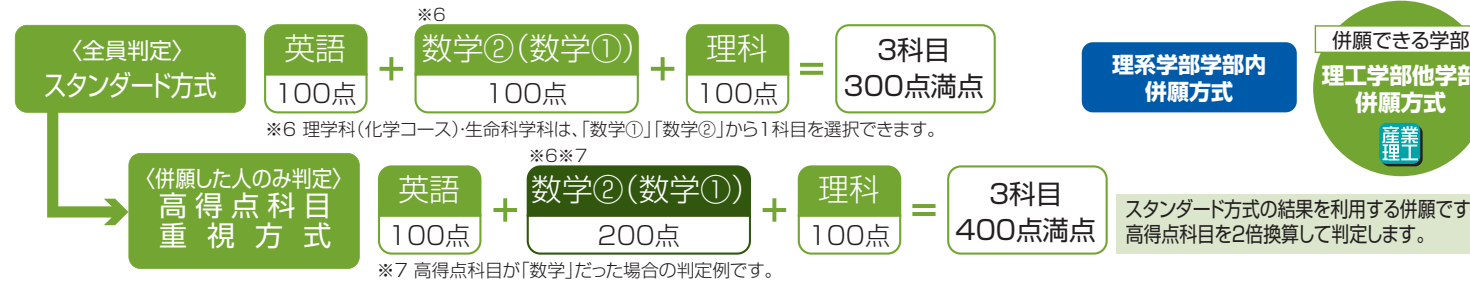 〈全員判定〉
スタンダード方式
英語
100点
+
※6
数学②(数学①)
100点
+
理科
100点
=
3科目
300点満点
※6 理学科(化学コース)・生命科学科は、「数学①」「数学②」から1科目を選択できます。
理系学部学部内
併願方式
併願できる学部
理工学部他学部
併願方式
産業
理工
〈併願した人のみ判定〉
高得点科目
重視方式
英語
100点
+
※6※7
数学②(数学①)
200点
+
理科
100点
=
3科目
400点満点
※7 高得点科目が「数学」だった場合の判定例です。
スタンダード方式の結果を利用する併願です
高得点科目を2倍換算して判定します。